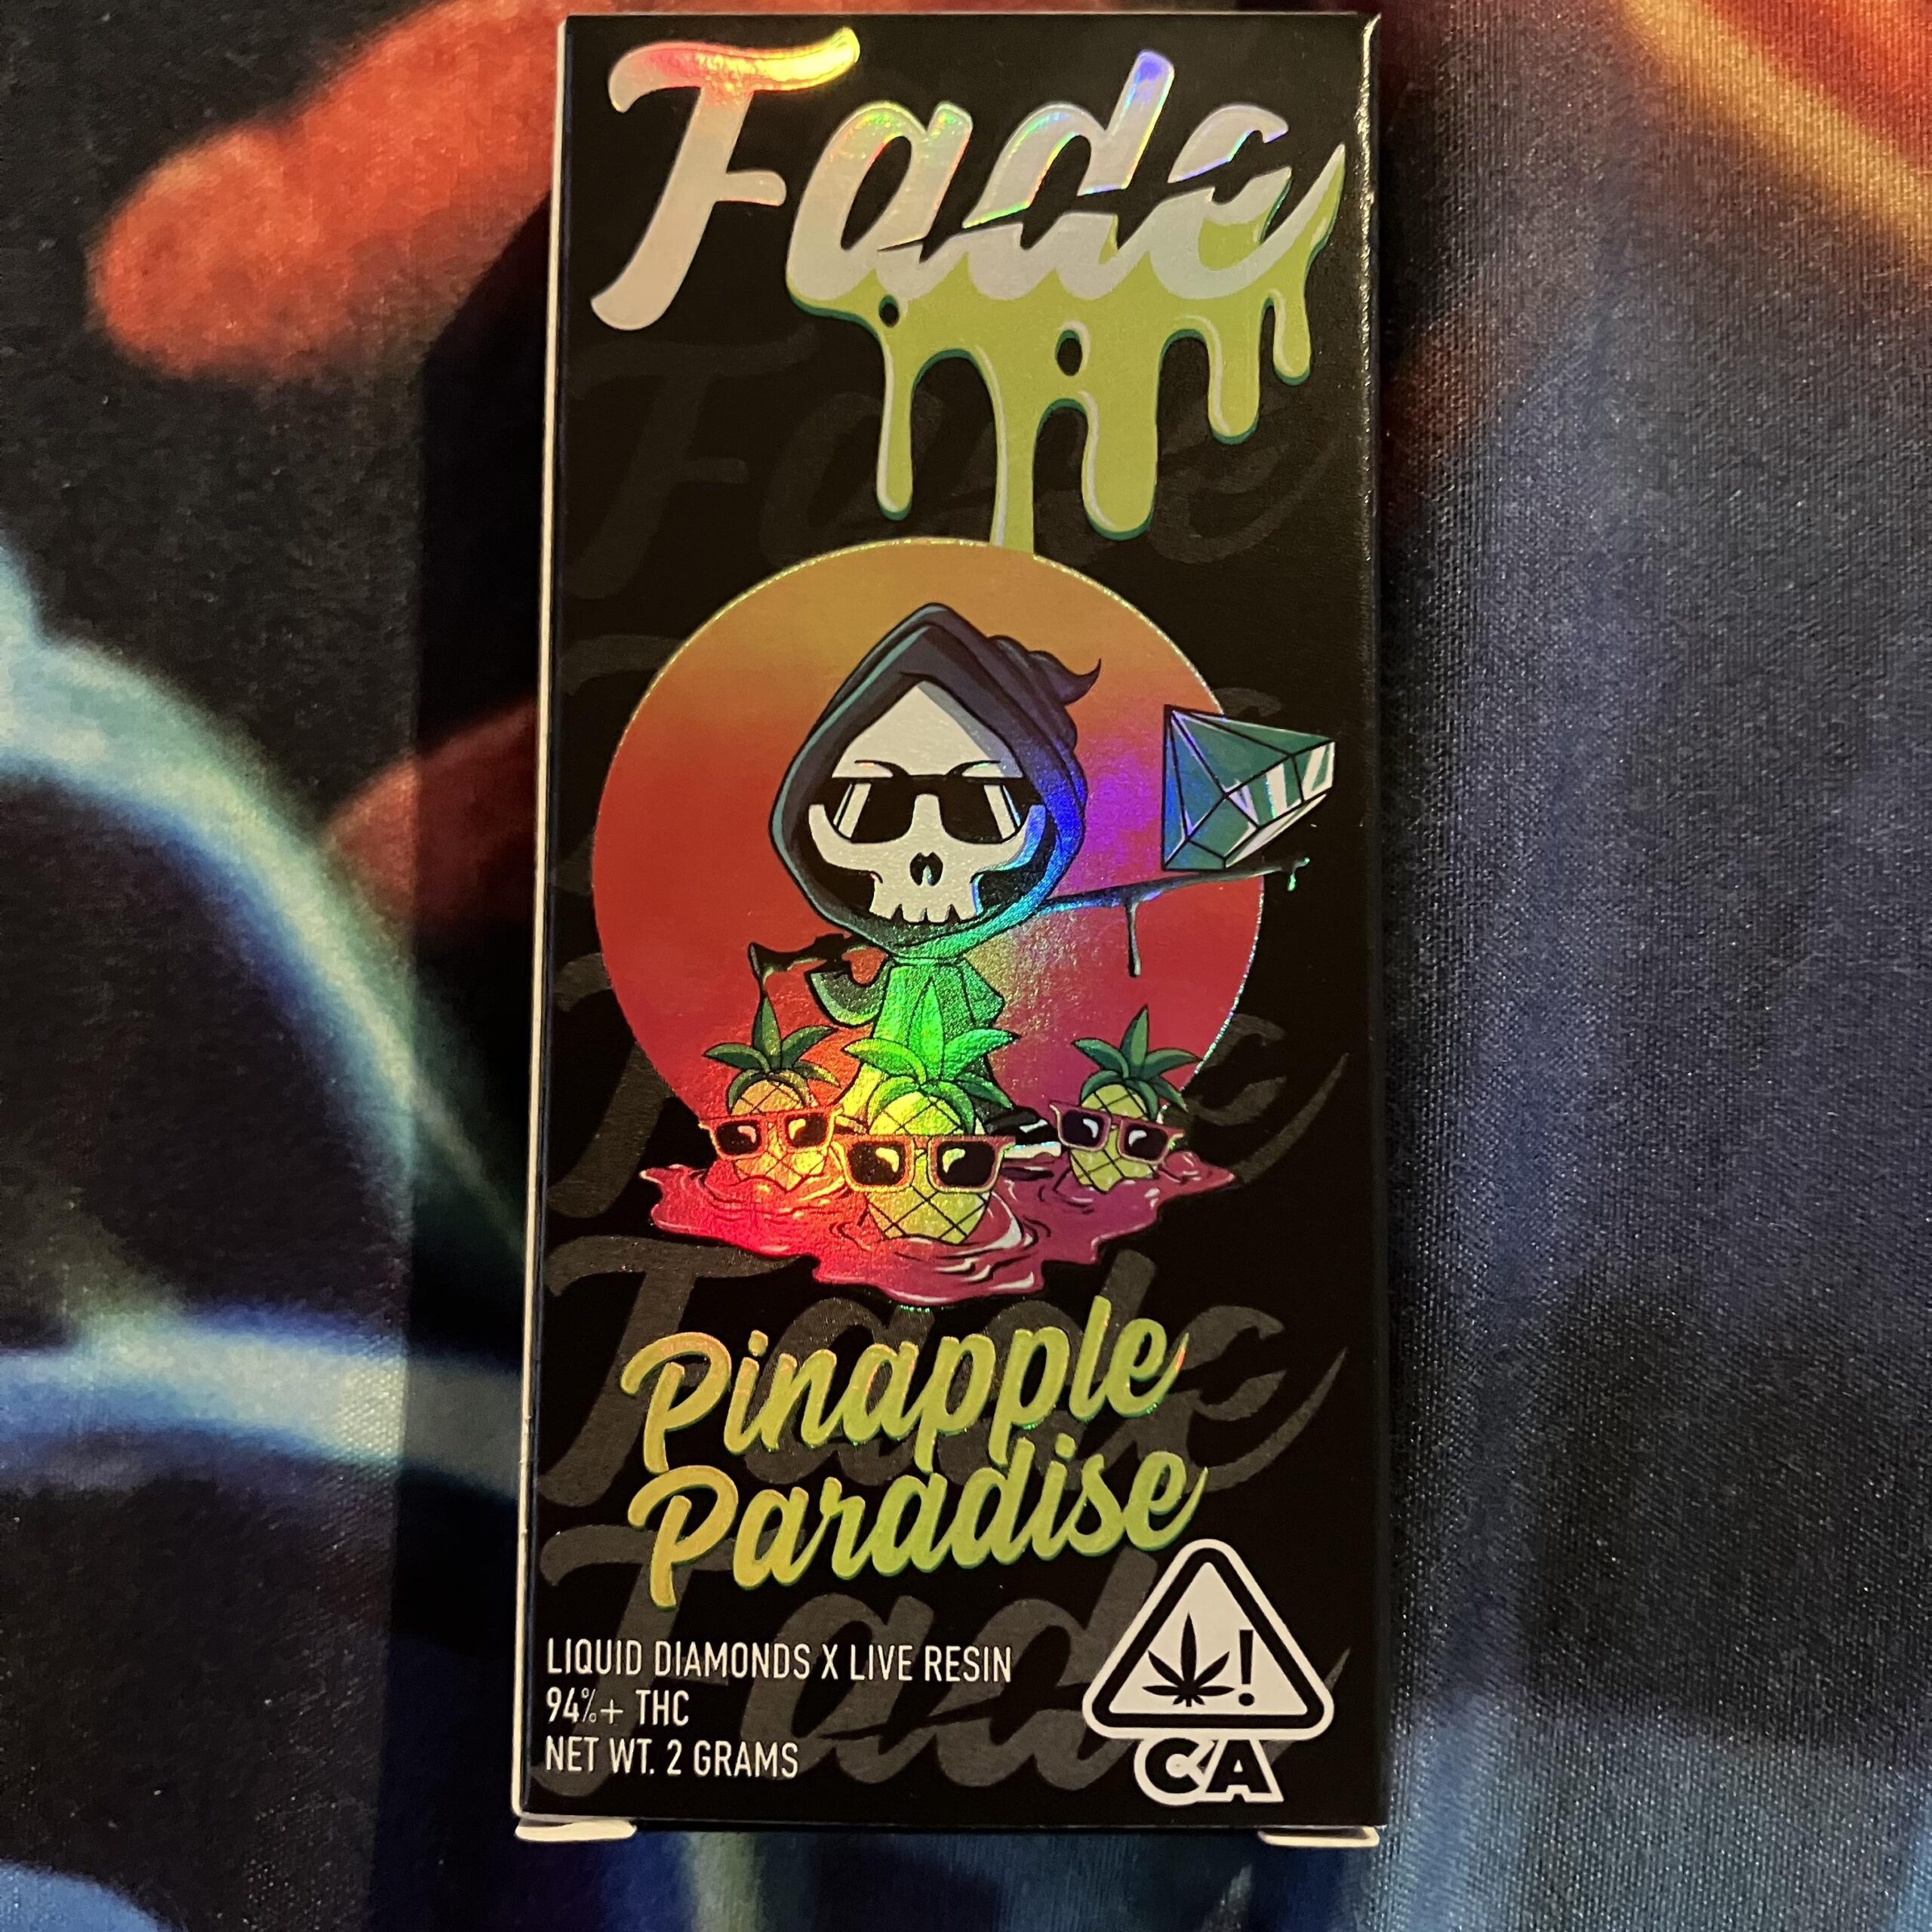 Fade
Pinapple
Paradise
LIQUID DIAMONDS X LIVE RESIN
94%+ THC
NET WT. 2 GRAMS
!
CA